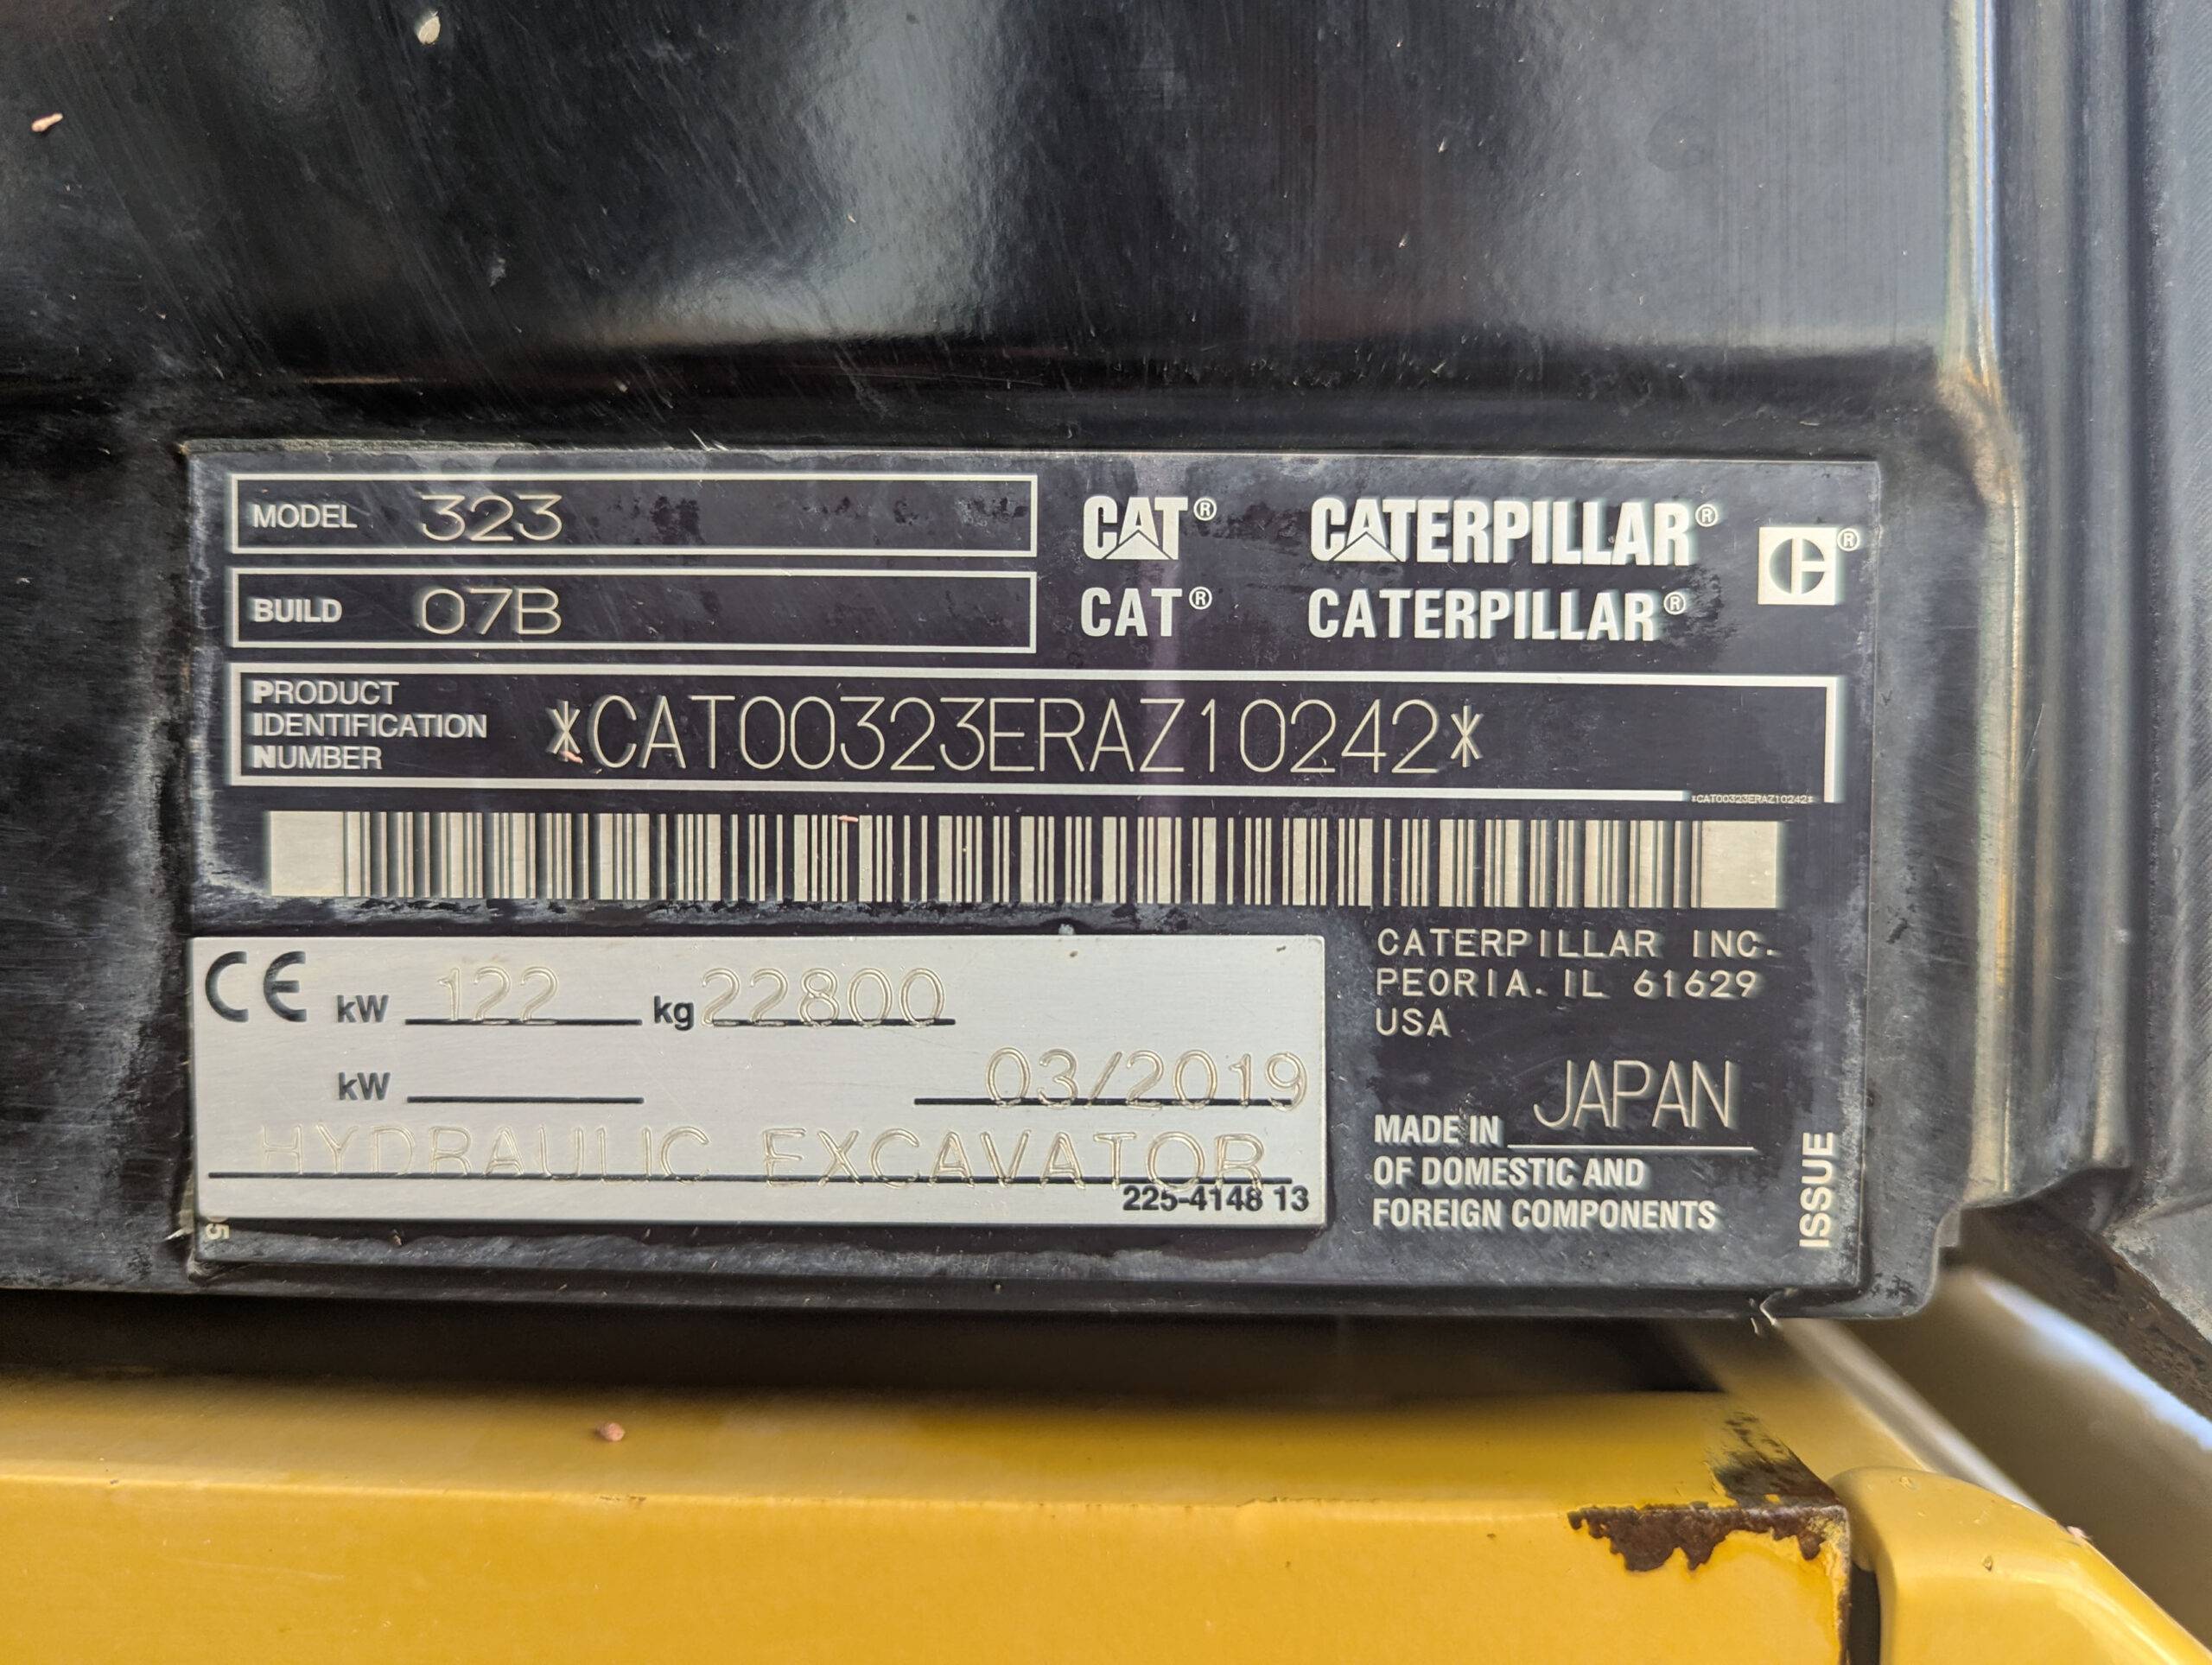 MODEL 323
BUILD 07B
CAT® CATERPILLAR®
CAT® CATERPILLAR®
PRODUCT
IDENTIFICATION
NUMBER
*CAT00323ERAZ10242*
*CAT00323ERAZ10242*
CE kW 122 kg 22800
kW 03/2019
HYDRAULIC EXCAVATOR
225-4148 13
5
CATERPILLAR INC.
PEORIA. IL 61629
USA
MADE IN JAPAN
OF DOMESTIC AND
FOREIGN COMPONENTS
ISSUE